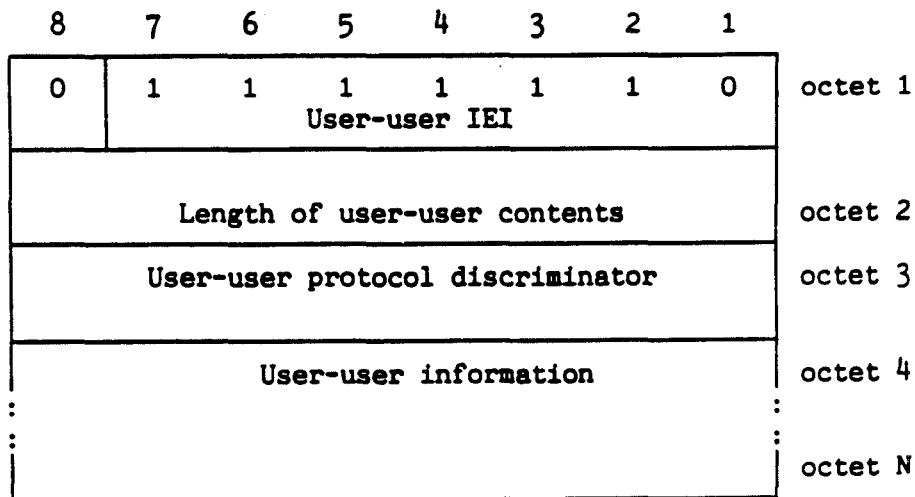 8 7 6 5 4 3 2 1
0 1 1 1 1 1 1 0 octet 1
User-user IEI
Length of user-user contents octet 2
User-user protocol discriminator octet 3
User-user information octet 4
octet N